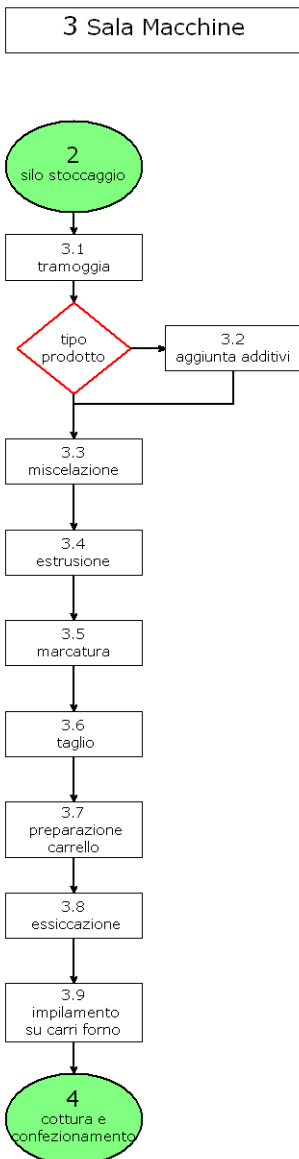 3 Sala Macchine
2
silo stoccaggio
3.1
tramoggia
tipo
prodotto
3.2
aggiunta additivi
3.3
miscelazione
3.4
estrusione
3.5
marcatura
3.6
taglio
3.7
preparazione
carrello
3.8
essiccazione
3.9
impilamento
su carri forno
4
cottura e
confezionamento